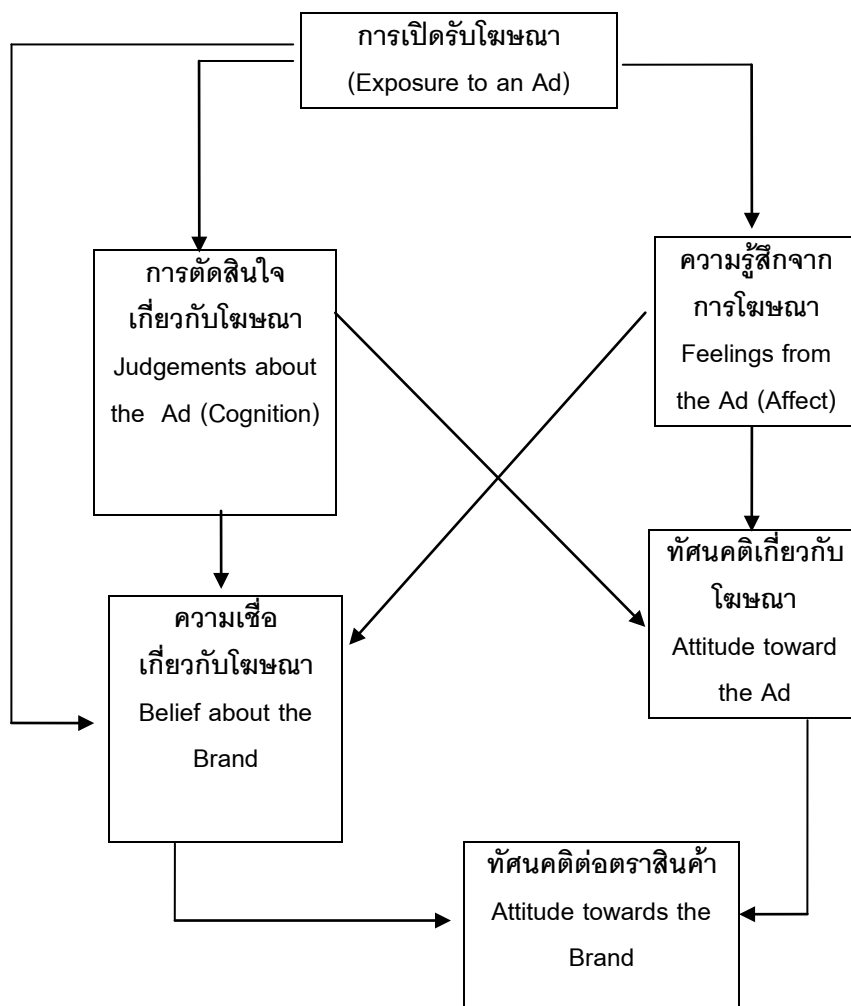 การเปิดรับโฆษณา
(Exposure to an Ad)
การตัดสินใจ
เกี่ยวกับโฆษณา
Judgements about
the Ad (Cognition)
ความรู้สึกจาก
การโฆษณา
Feelings from
the Ad (Affect)
ความเชื่อ
เกี่ยวกับโฆษณา
Belief about the
Brand
ทัศนคติเกี่ยวกับ
โฆษณา
Attitude toward
the Ad
ทัศนคติต่อตราสินค้า
Attitude towards the
Brand